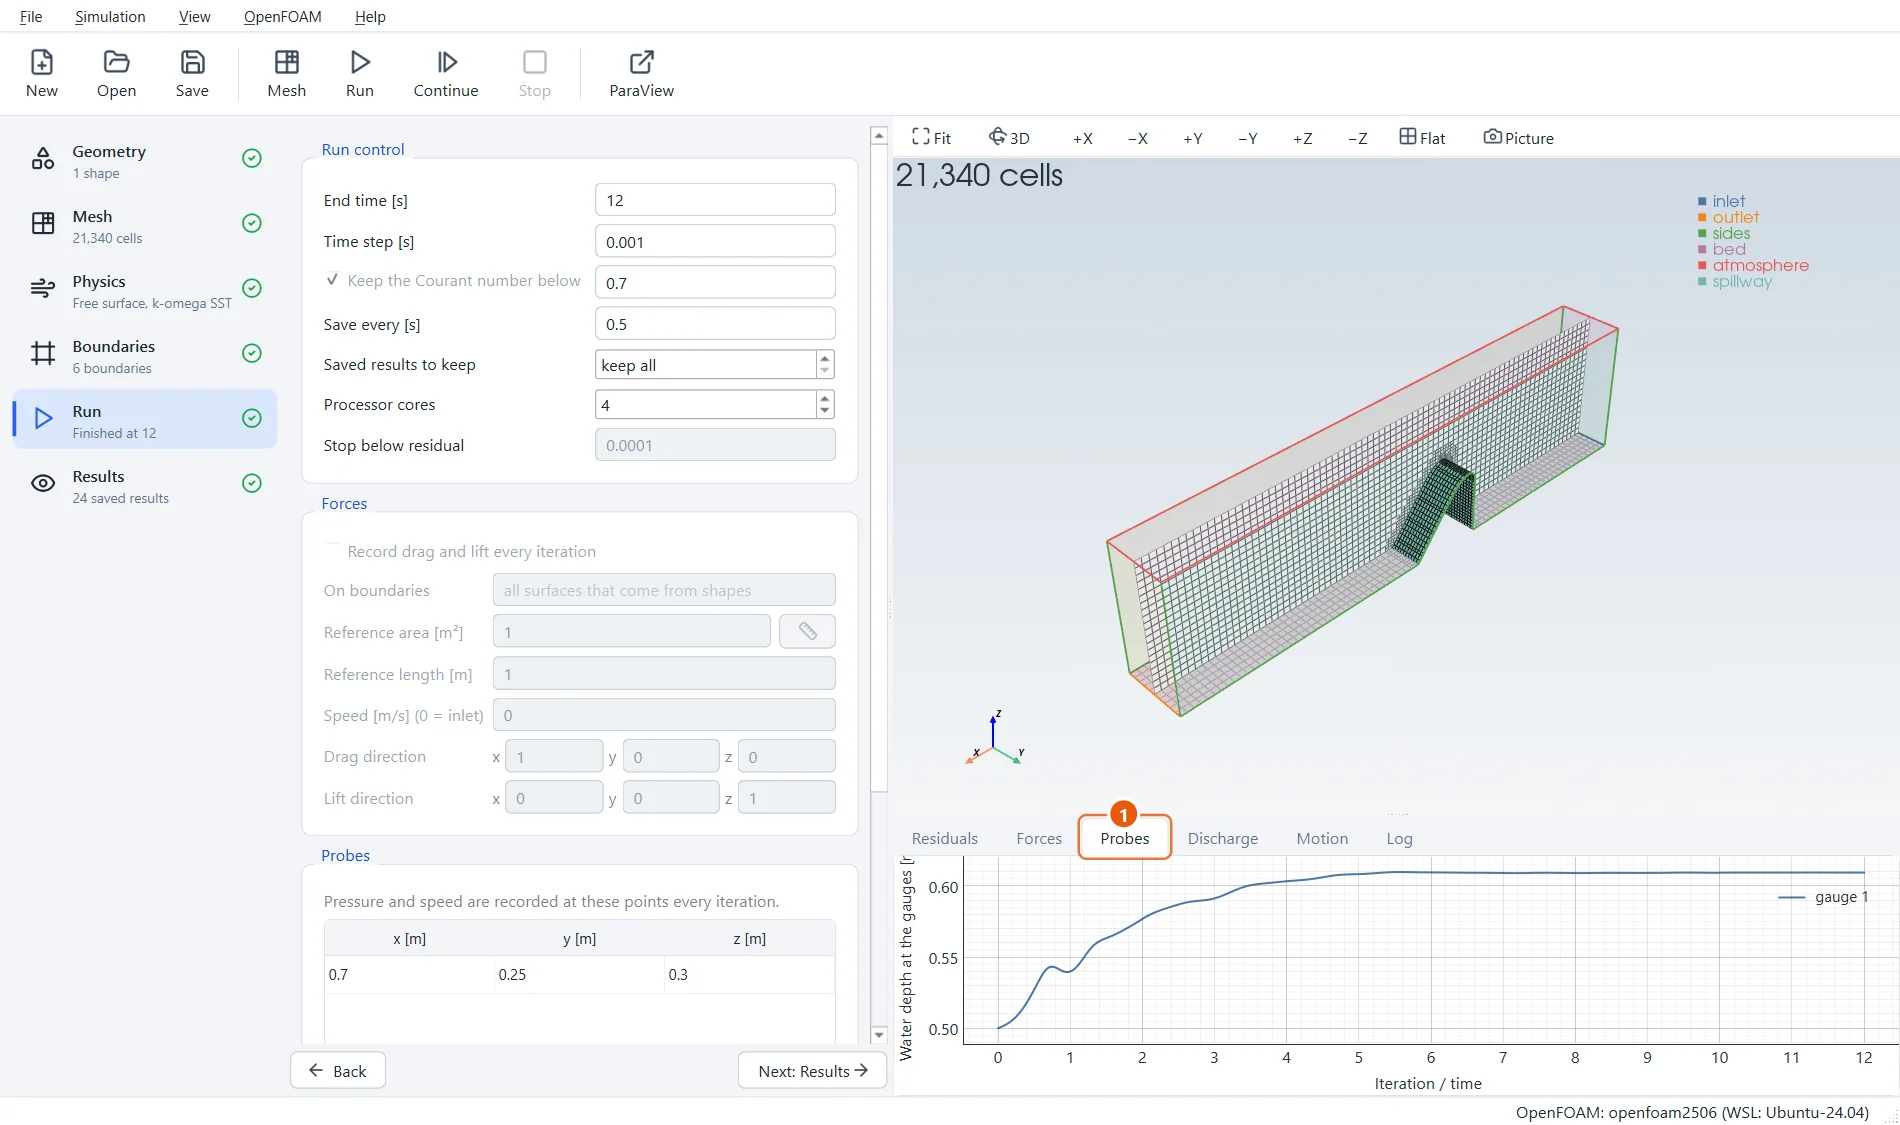 File Simulation View OpenFOAM Help
New Open Save Mesh Run Continue Stop ParaView
Geometry
1 shape
Mesh
21,340 cells
Physics
Free surface, k-omega SST
Boundaries
6 boundaries
Run
Finished at 12
Results
24 saved results
Run control
End time [s] 12
Time step [s] 0.001
Keep the Courant number below 0.7
Save every [s] 0.5
Saved results to keep keep all
Processor cores 4
Stop below residual 0.0001
Forces
Record drag and lift every iteration
On boundaries all surfaces that come from shapes
Reference area [m²] 1
Reference length [m] 1
Speed [m/s] (0 = inlet) 0
Drag direction x 1 y 0 z 0
Lift direction x 0 y 0 z 1
Probes
Pressure and speed are recorded at these points every iteration.
x [m] y [m] z [m]
0.7 0.25 0.3
Back Next: Results
Fit 3D +X −X +Y −Y +Z −Z Flat Picture
21,340 cells
inlet
outlet
sides
bed
atmosphere
spillway
Z
X
Y
1
Residuals Forces Probes Discharge Motion Log
Water depth at the gauges
0.60
0.55
0.50
gauge 1
0 1 2 3 4 5 6 7 8 9 10 11 12
Iteration / time
OpenFOAM: openfoam2506 (WSL: Ubuntu-24.04)